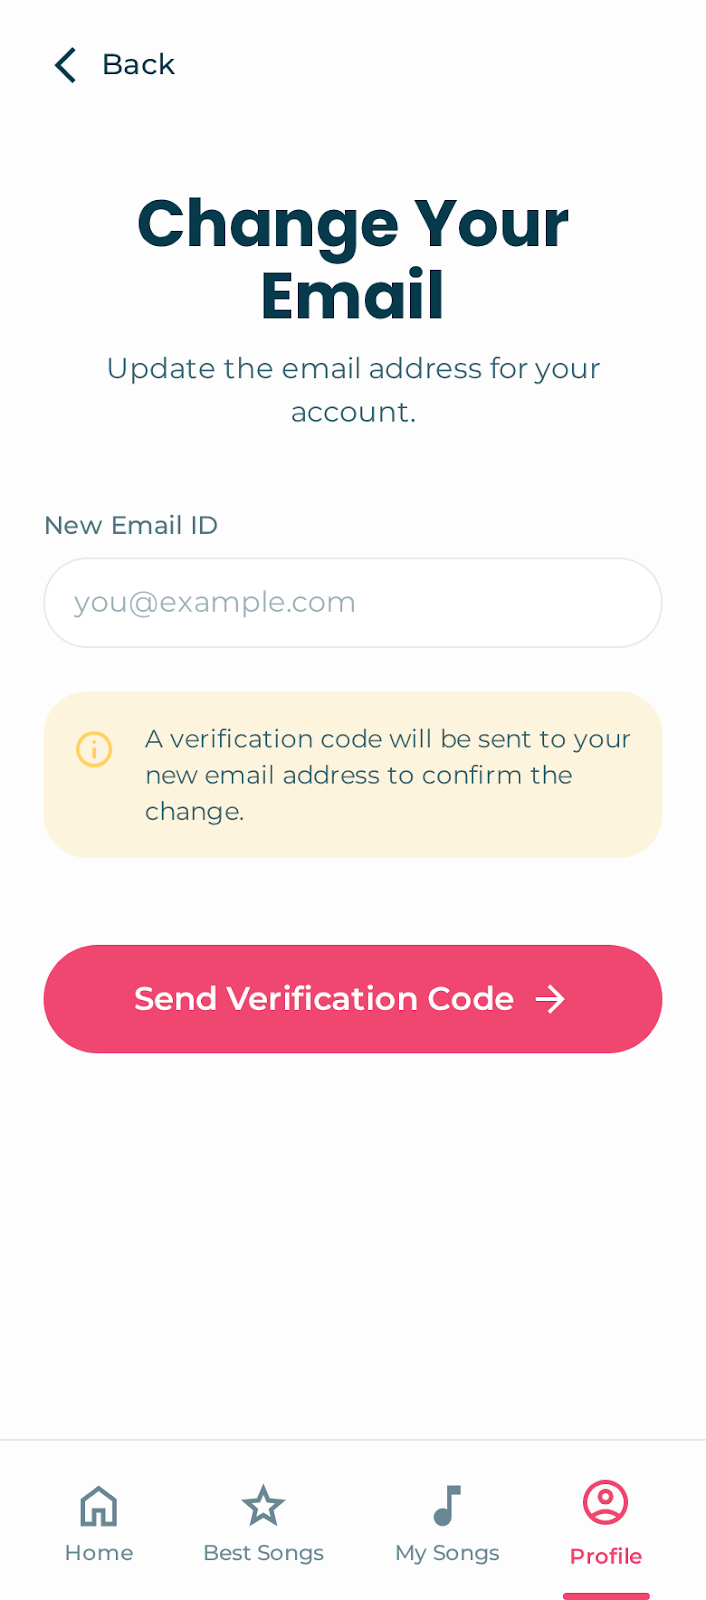 Back
Change Your
Email
Update the email address for your
account.
New Email ID
you@example.com
A verification code will be sent to your
new email address to confirm the
change.
Send Verification Code
Home
Best Songs
My Songs
Profile